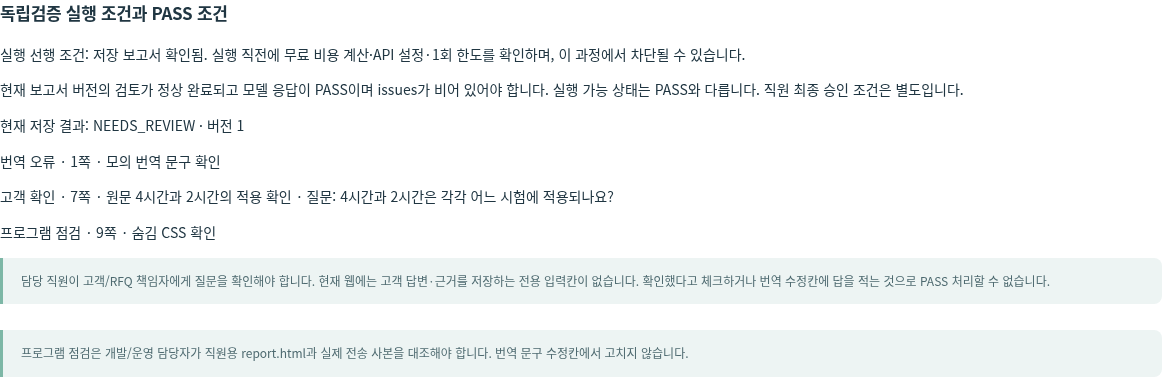 독립검증 실행 조건과 PASS 조건
실행 선행 조건: 저장 보고서 확인됨. 실행 직전에 무료 비용 계산·API 설정·1회 한도를 확인하며, 이 과정에서 차단될 수 있습니다.
현재 보고서 버전의 검토가 정상 완료되고 모델 응답이 PASS이며 issues가 비어 있어야 합니다. 실행 가능 상태는 PASS와 다릅니다. 직원 최종 승인 조건은 별도입니다.
현재 저장 결과: NEEDS_REVIEW · 버전 1
번역 오류 · 1쪽 · 모의 번역 문구 확인
고객 확인 · 7쪽 · 원문 4시간과 2시간의 적용 확인 · 질문: 4시간과 2시간은 각각 어느 시험에 적용되나요?
프로그램 점검 · 9쪽 · 숨김 CSS 확인
담당 직원이 고객/RFQ 책임자에게 질문을 확인해야 합니다. 현재 웹에는 고객 답변·근거를 저장하는 전용 입력칸이 없습니다. 확인했다고 체크하거나 번역 수정칸에 답을 적는 것으로 PASS 처리할 수 없습니다.
프로그램 점검은 개발/운영 담당자가 직원용 report.html과 실제 전송 사본을 대조해야 합니다. 번역 문구 수정칸에서 고치지 않습니다.